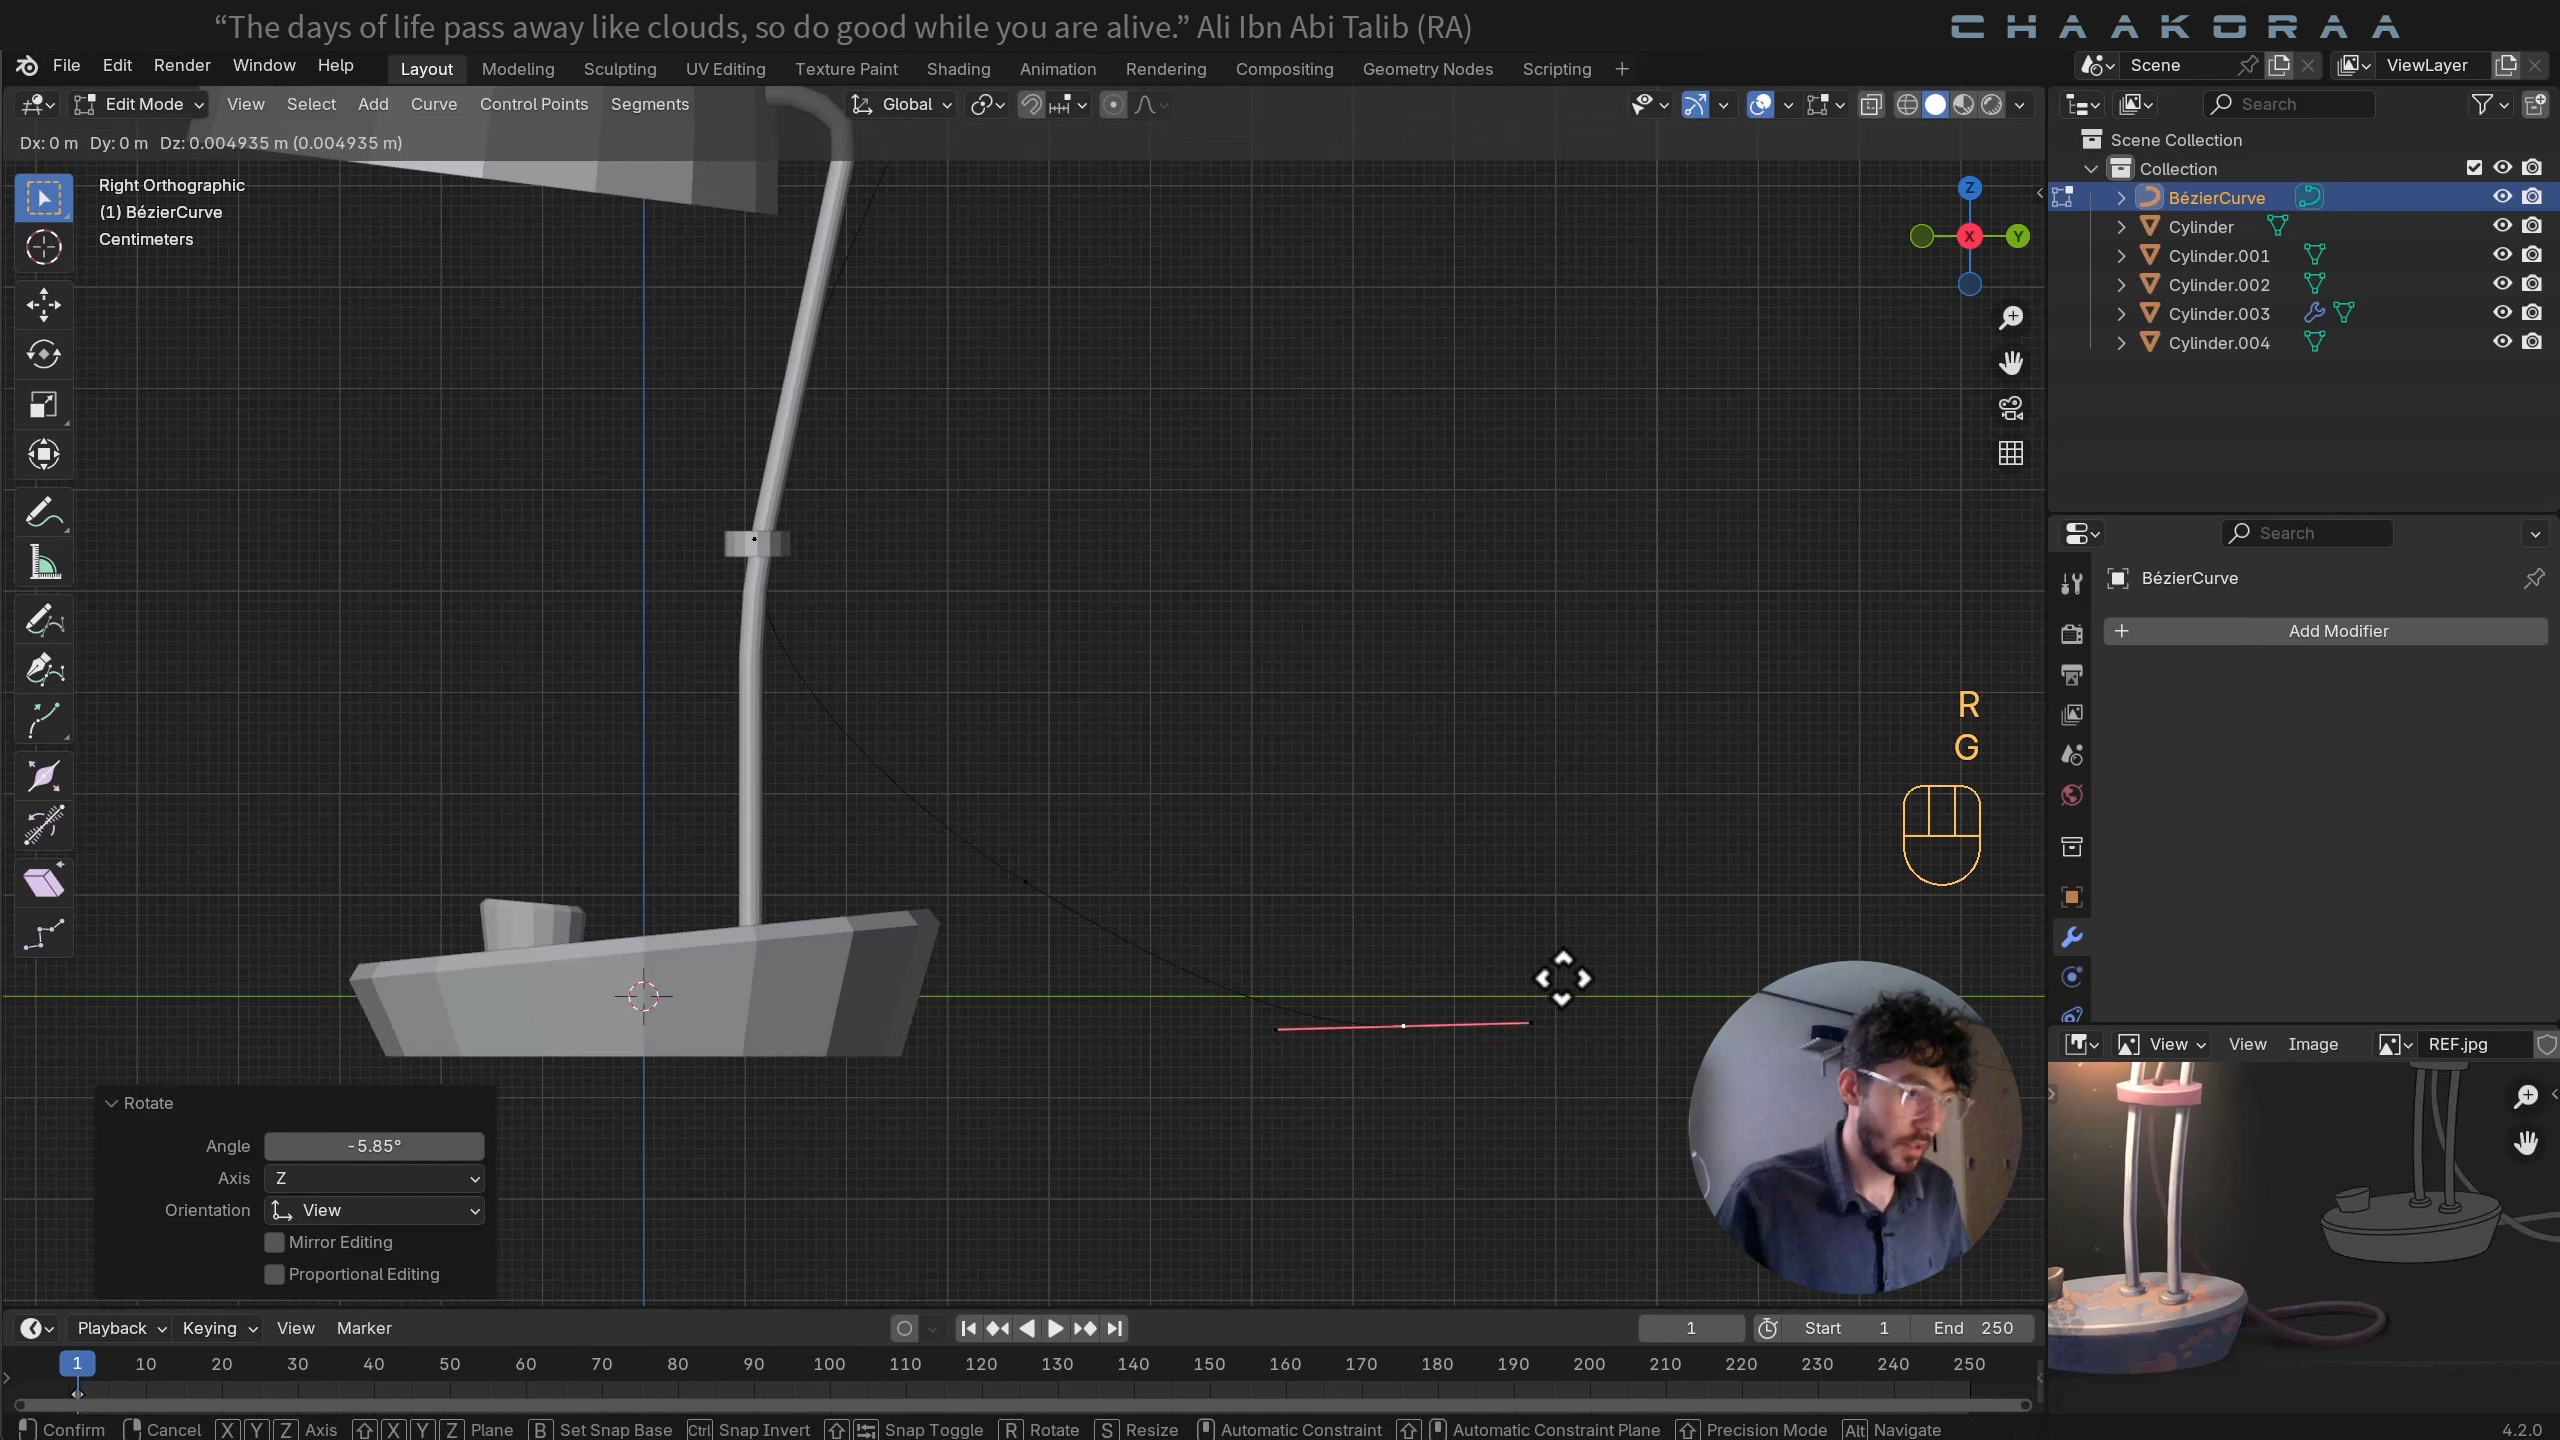 “The days of life pass away like clouds, so do good while you are alive.” Ali Ibn Abi Talib (RA)
CHAAKORAA
File Edit Render Window Help
Layout Modeling Sculpting UV Editing Texture Paint Shading Animation Rendering Compositing Geometry Nodes Scripting +
Scene
ViewLayer
Edit Mode View Select Add Curve Control Points Segments
Global
Search
Dx: 0 m Dy: 0 m Dz: 0.004935 m (0.004935 m)
Scene Collection
Collection
Right Orthographic
(1) BézierCurve
Centimeters
Z
X
Y
BézierCurve
Cylinder
Cylinder.001
Cylinder.002
Cylinder.003
Cylinder.004
Search
BézierCurve
+ Add Modifier
R
G
View View Image REF.jpg
Rotate
Angle -5.85°
Axis Z
Orientation View
Mirror Editing
Proportional Editing
Playback Keying View Marker
1 Start 1 End 250
1 10 20 30 40 50 60 70 80 90 100 110 120 130 140 150 160 170 180 190 200 210 220 230 240 250
Confirm Cancel X Y Z Axis X Y Z Plane B Set Snap Base Ctrl Snap Invert Snap Toggle R Rotate S Resize Automatic Constraint Automatic Constraint Plane Precision Mode Alt Navigate 4.2.0